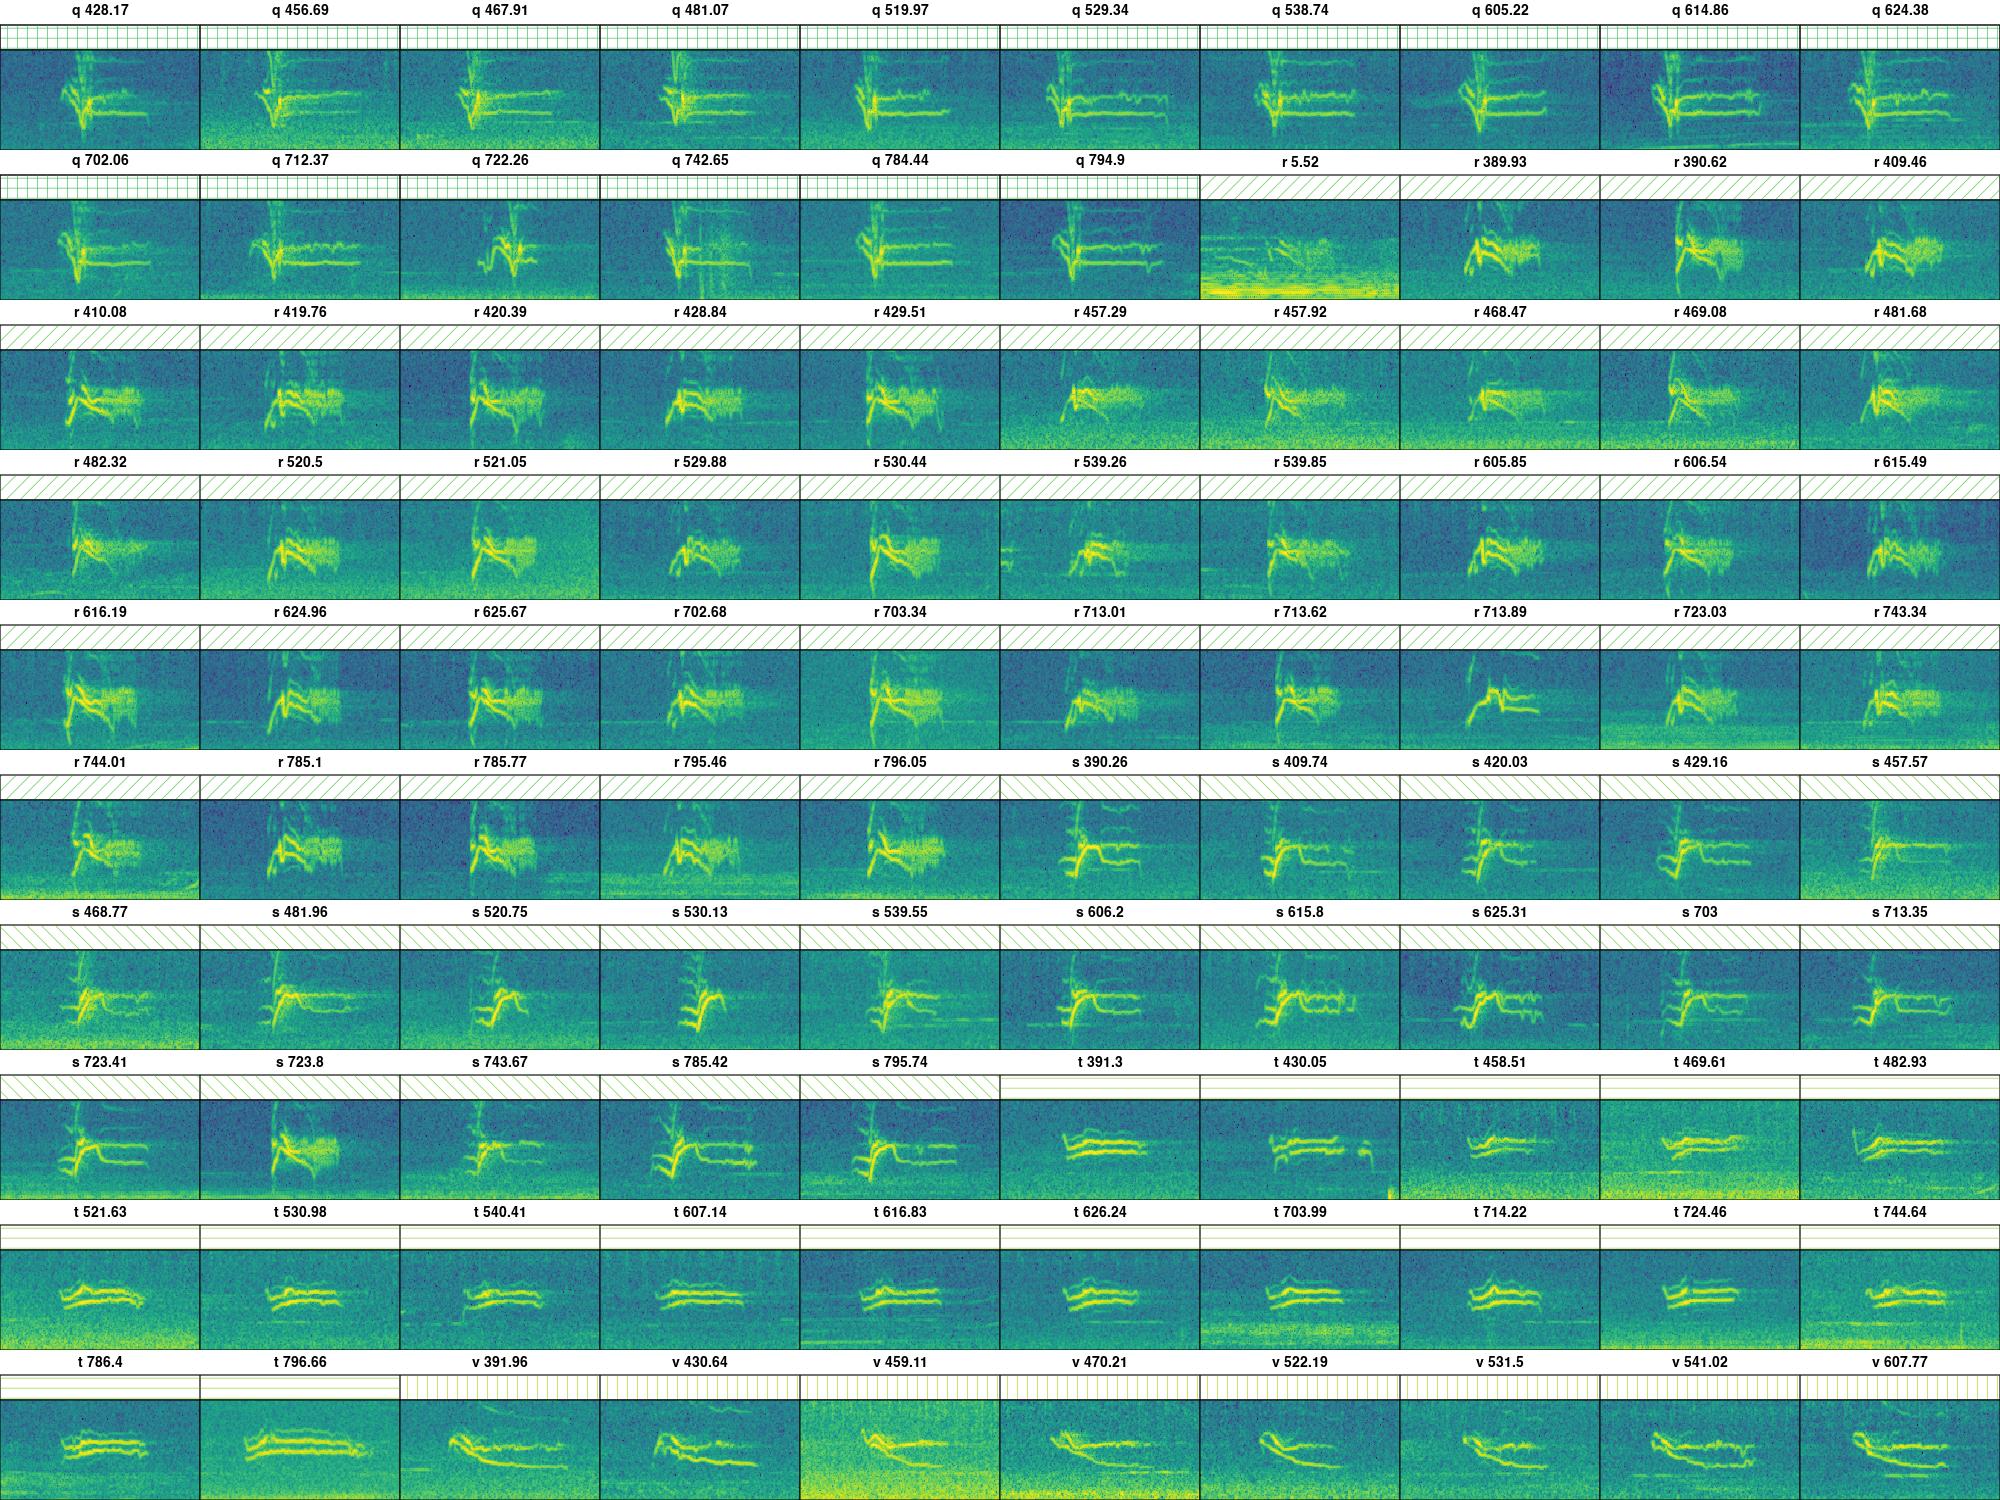 q 428.17 q 456.69 q 467.91 q 481.07 q 519.97 q 529.34 q 538.74 q 605.22 q 614.86 q 624.38
q 702.06 q 712.37 q 722.26 q 742.65 q 784.44 q 794.9 r 5.52 r 389.93 r 390.62 r 409.46
r 410.08 r 419.76 r 420.39 r 428.84 r 429.51 r 457.29 r 457.92 r 468.47 r 469.08 r 481.68
r 482.32 r 520.5 r 521.05 r 529.88 r 530.44 r 539.26 r 539.85 r 605.85 r 606.54 r 615.49
r 616.19 r 624.96 r 625.67 r 702.68 r 703.34 r 713.01 r 713.62 r 713.89 r 723.03 r 743.34
r 744.01 r 785.1 r 785.77 r 795.46 r 796.05 s 390.26 s 409.74 s 420.03 s 429.16 s 457.57
s 468.77 s 481.96 s 520.75 s 530.13 s 539.55 s 606.2 s 615.8 s 625.31 s 703 s 713.35
s 723.41 s 723.8 s 743.67 s 785.42 s 795.74 t 391.3 t 430.05 t 458.51 t 469.61 t 482.93
t 521.63 t 530.98 t 540.41 t 607.14 t 616.83 t 626.24 t 703.99 t 714.22 t 724.46 t 744.64
t 786.4 t 796.66 v 391.96 v 430.64 v 459.11 v 470.21 v 522.19 v 531.5 v 541.02 v 607.77